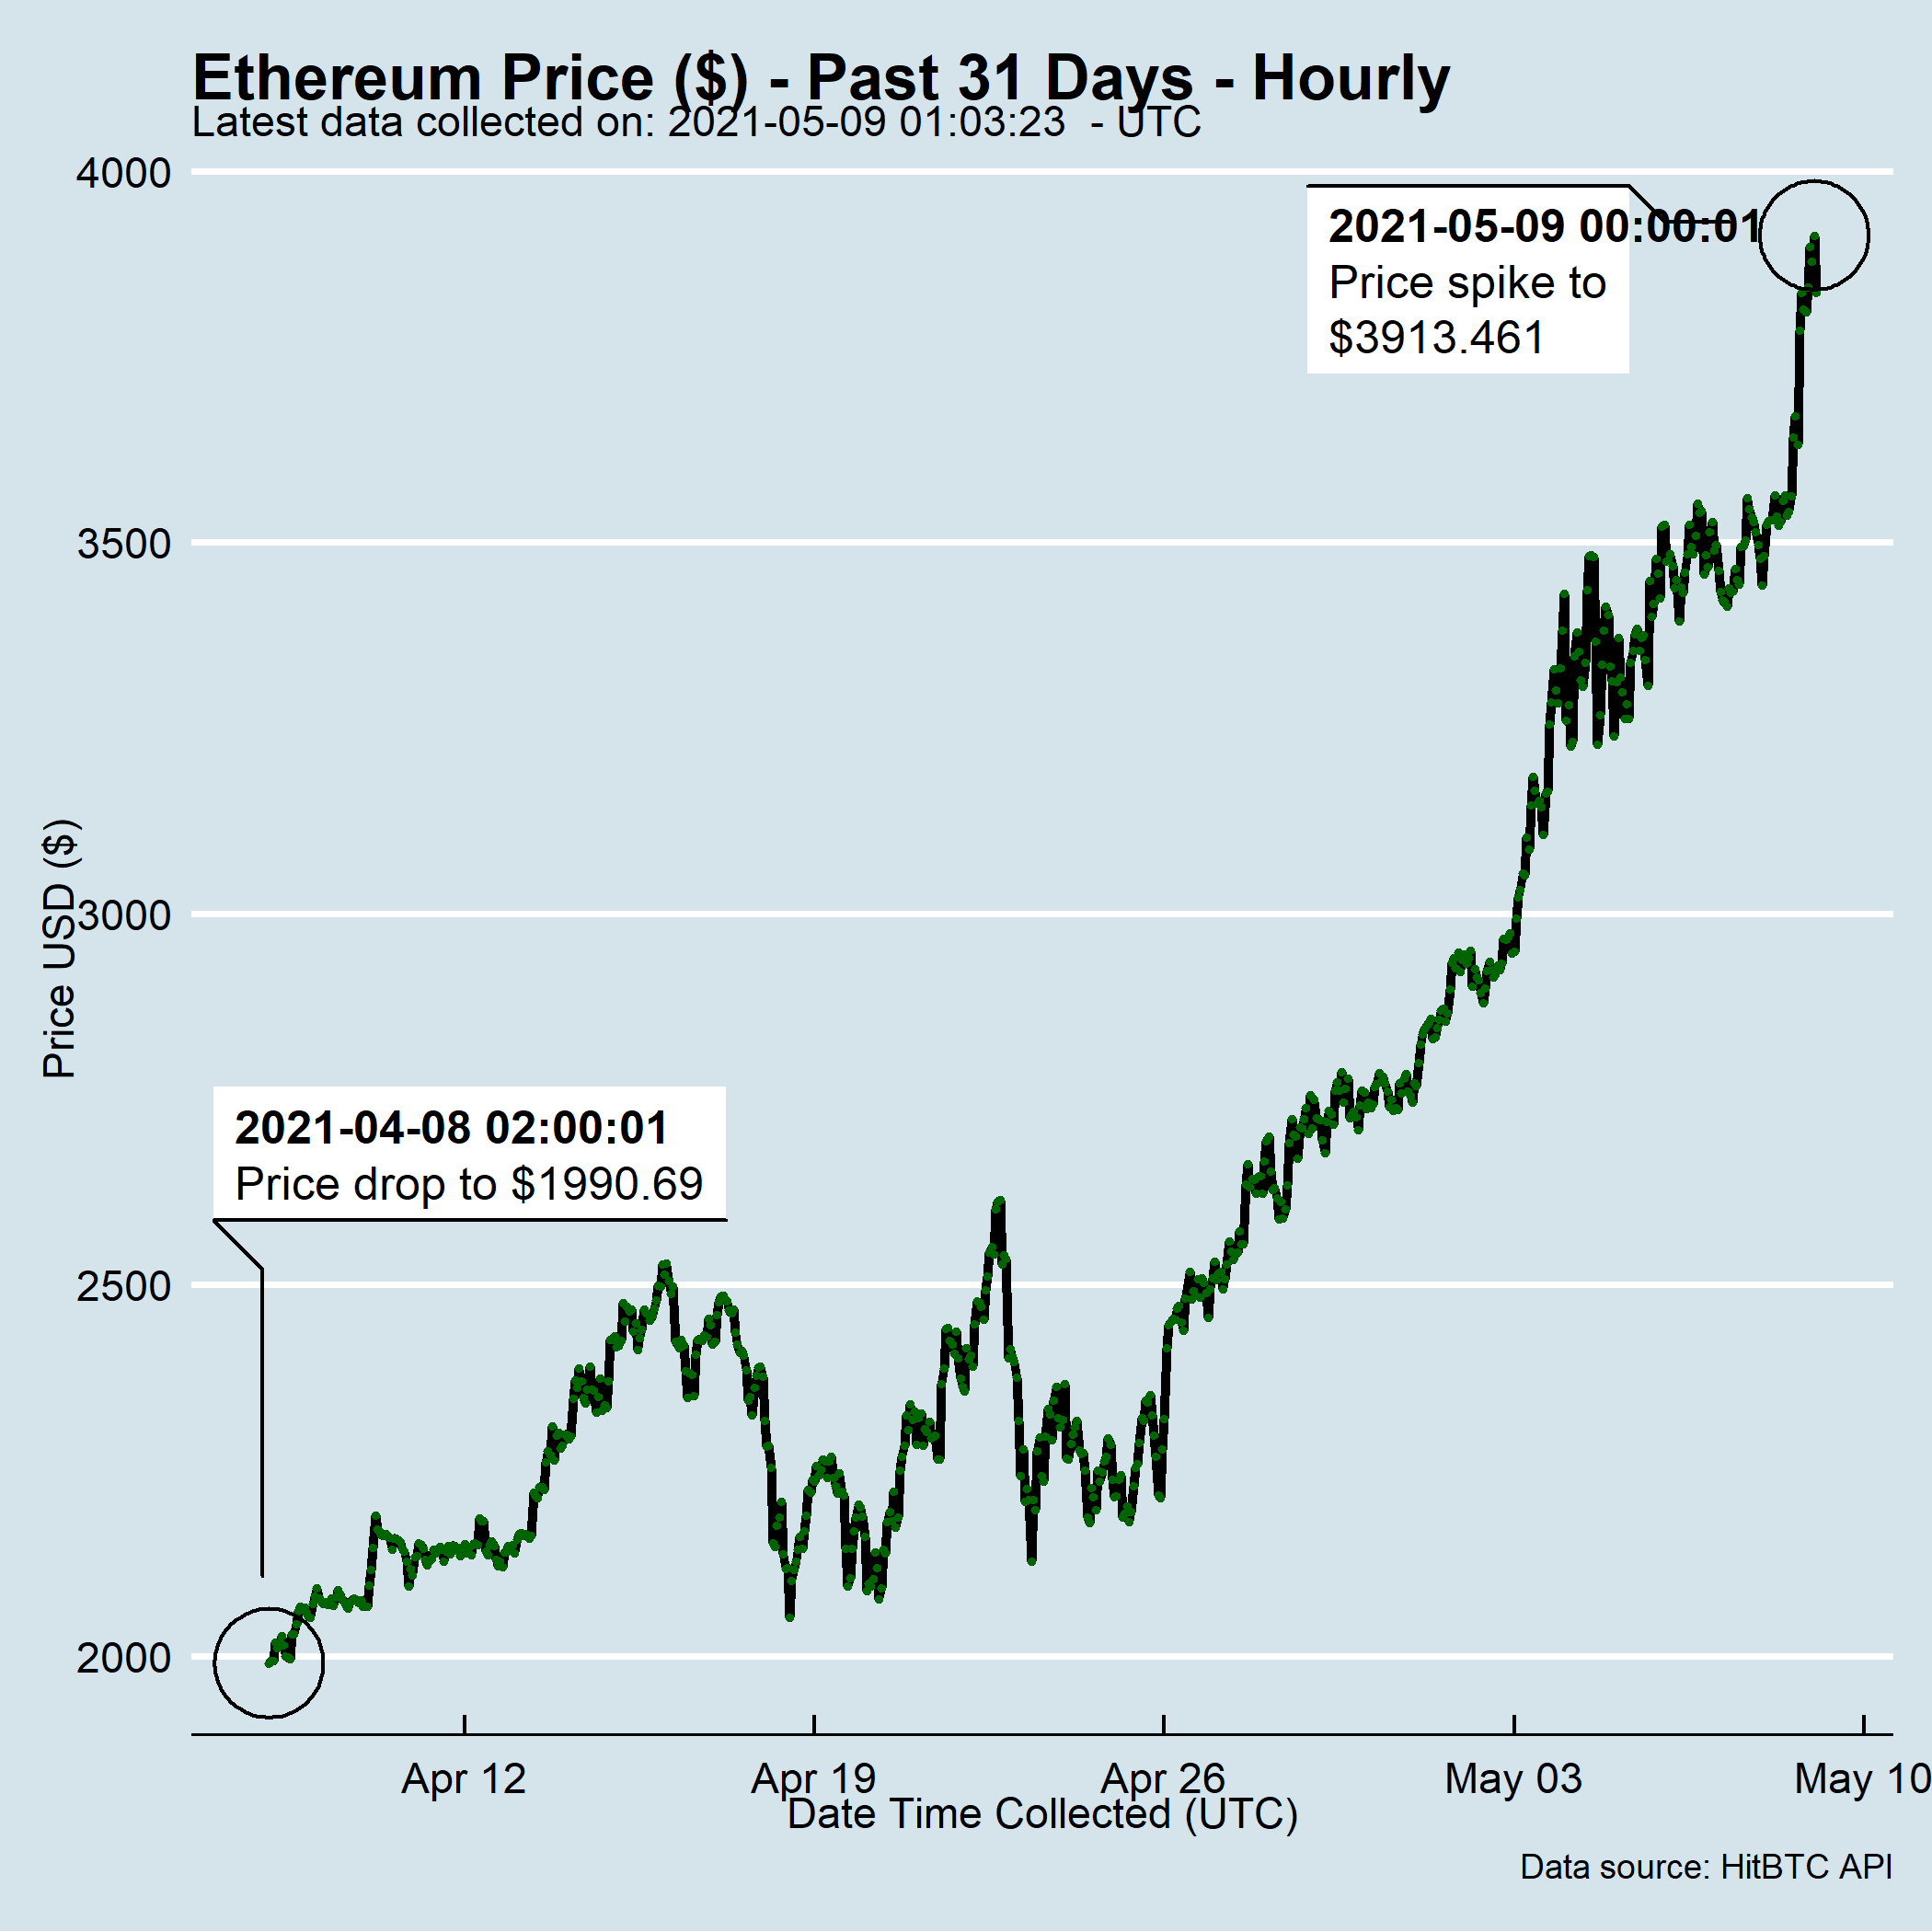 Ethereum Price ($) - Past 31 Days - Hourly
Latest data collected on: 2021-05-09 01:03:23  - UTC
4000
2021-05-09 00:00:01
Price spike to
$3913.461
3500
Price USD ($)
3000
2021-04-08 02:00:01
Price drop to $1990.69
2500
2000
Apr 12
Apr 19
Apr 26
May 03
May 10
Date Time Collected (UTC)
Data source: HitBTC API